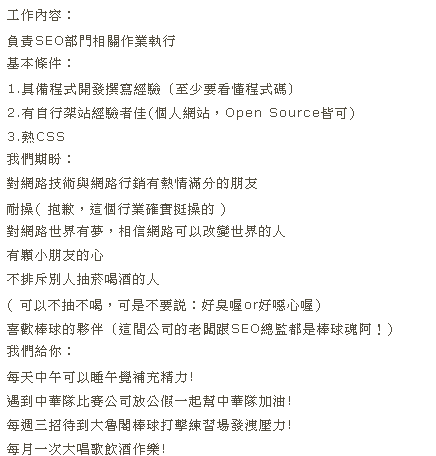 工作內容：
負責SEO部門相關作業執行
基本條件：
1.具備程式開發撰寫經驗〔至少要看懂程式碼〕
2.有自行架站經驗者佳(個人網站，Open Source皆可)
3.熟CSS
我們期盼：
對網路技術與網路行銷有熱情滿分的朋友
耐操( 抱歉，這個行業確實挺操的 )
對網路世界有夢，相信網路可以改變世界的人
有顆小朋友的心
不排斥別人抽菸喝酒的人
( 可以不抽不喝，可是不要說：好臭喔or好噁心喔)
喜歡棒球的夥伴〔這間公司的老闆跟SEO總監都是棒球魂阿！〕
我們給你：
每天中午可以睡午覺補充精力!
遇到中華隊比賽公司放公假一起幫中華隊加油!
每週三招待到大魯閣棒球打擊練習場發洩壓力!
每月一次大唱歌飲酒作樂!